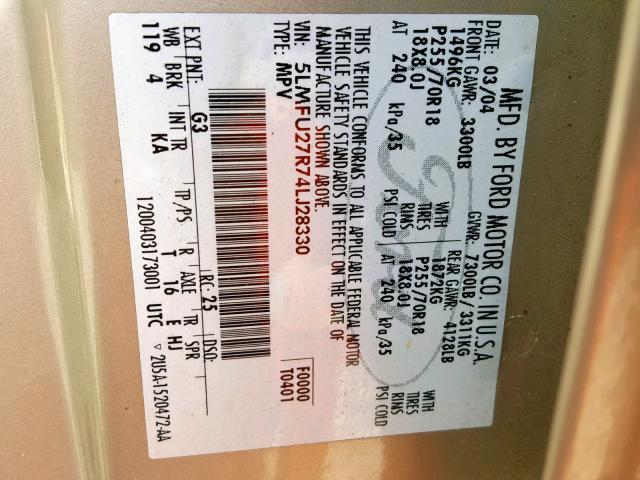 MFD. BY FORD MOTOR CO. IN U.S.A.
DATE: 03/04 GVWR: 7300LB/ 3311KG
FRONT GAWR: 3300LB REAR GAWR: 4128LB
1496KG WITH 1872KG WITH
P255/70R18 TIRES P255/70R18 TIRES
18X8.0J RIMS 18X8.0J RIMS
AT 240 kPa/35 PSI COLD AT 240 kPa/35 PSI COLD
THIS VEHICLE CONFORMS TO ALL APPLICABLE FEDERAL MOTOR
VEHICLE SAFETY STANDARDS IN EFFECT ON THE DATE OF
MANUFACTURE SHOWN ABOVE.
VIN: 5LMFU27R74LJ28330 F0000
TYPE: MPV T0401
EXT PNT: G3 RC: 25 DSO:
WB BRK INT TR TP/PS R AXLE TR SPR
119 4 KA T 16 E HJ
1200403173001 UTC ▽ 2U5A-1520472-AA